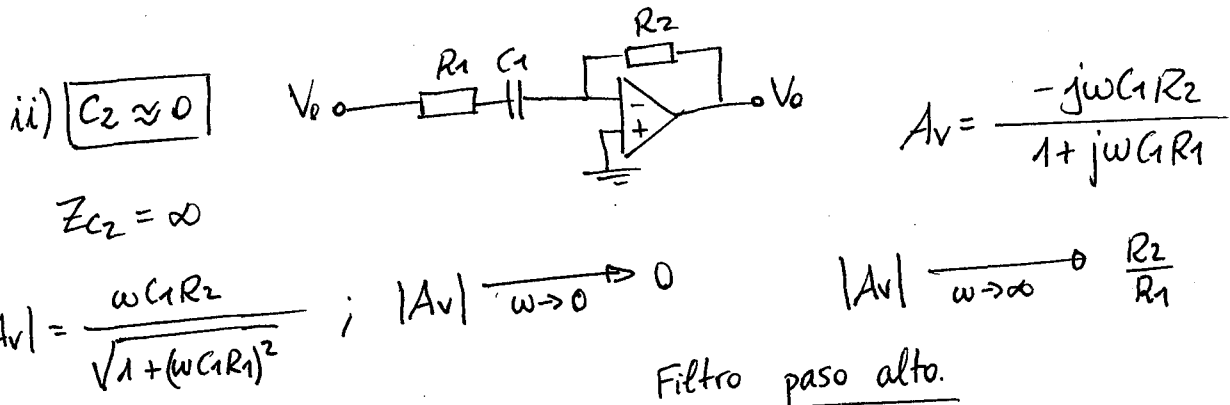 ii) C2 ≈ 0
Ve R1 C1 R2 - + Vo
Av = -jωC1R2 / 1 + jωC1R1
Zc2 = ∞
Av| = ωC1R2 / √1+(ωC1R1)² ; |Av| ω→0 0 |Av| ω→∞ R2/R1
Filtro paso alto.